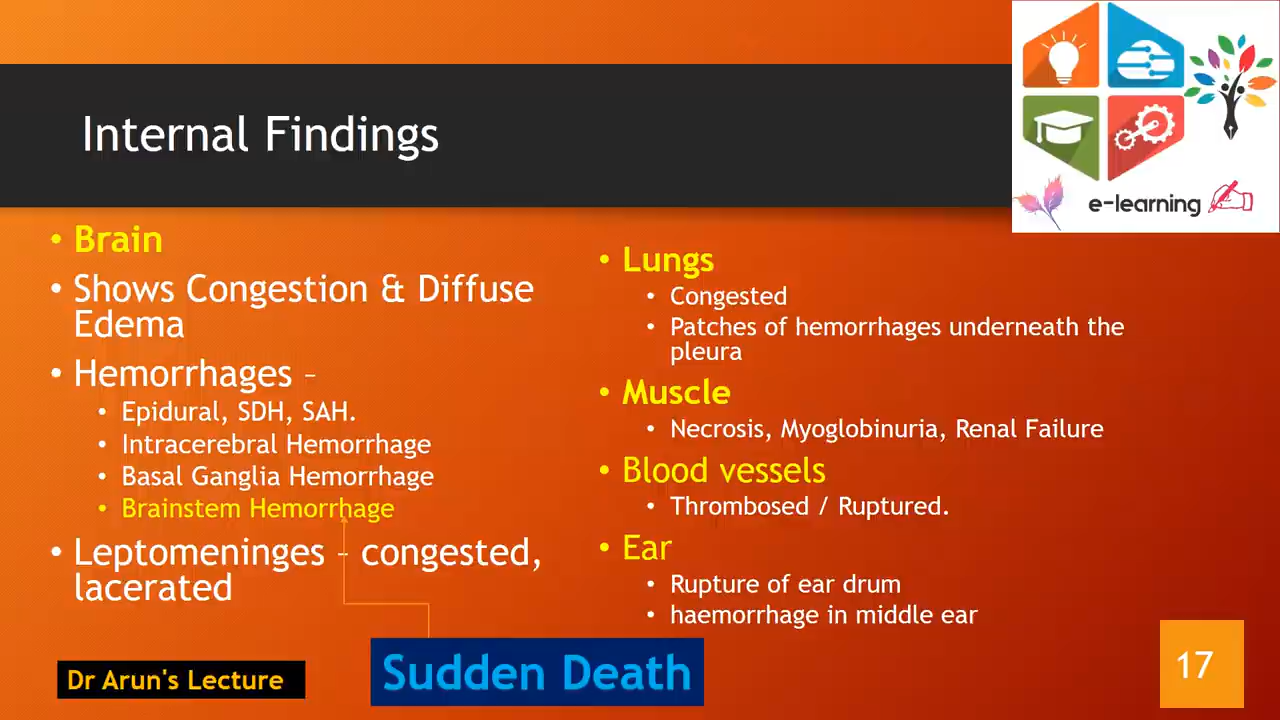 Internal Findings
e-learning
• Brain
• Shows Congestion & Diffuse
Edema
• Hemorrhages –
• Epidural, SDH, SAH.
• Intracerebral Hemorrhage
• Basal Ganglia Hemorrhage
• Brainstem Hemorrhage
• Leptomeninges – congested,
lacerated
• Lungs
• Congested
• Patches of hemorrhages underneath the
pleura
• Muscle
• Necrosis, Myoglobinuria, Renal Failure
• Blood vessels
• Thrombosed / Ruptured.
• Ear
• Rupture of ear drum
• haemorrhage in middle ear
Dr Arun's Lecture
Sudden Death
17